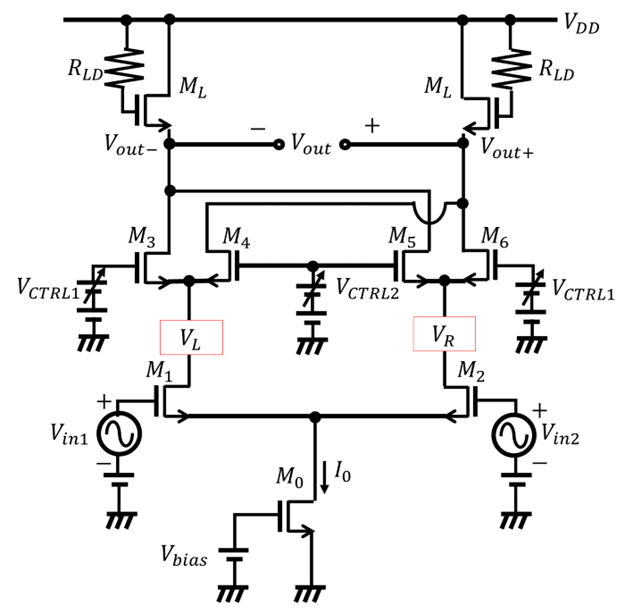 V_DD
R_LD M_L M_L R_LD
V_out− − V_out + V_out+
M_3 M_4 M_5 M_6
V_CTRL1 V_CTRL2 V_CTRL1
V_L V_R
M_1 M_2
+ +
V_in1 V_in2
− −
M_0 I_0
V_bias